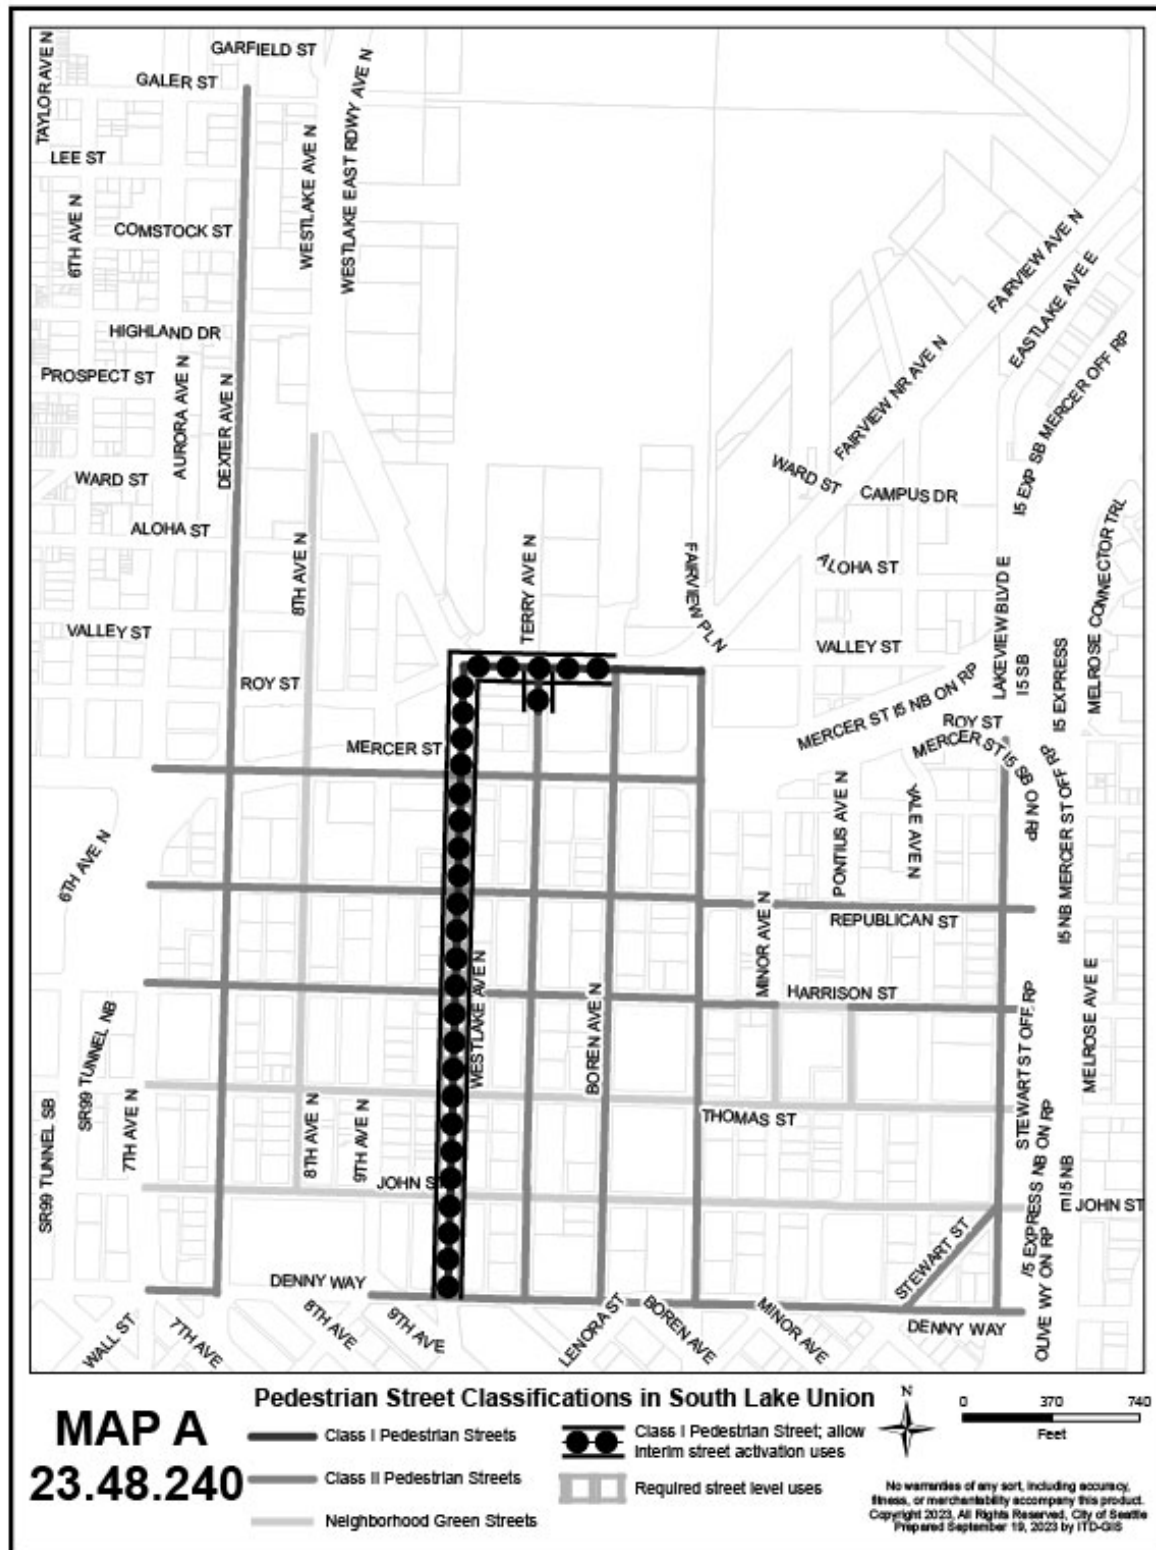 GARFIELD ST
GALER ST
TAYLOR AVE N
LEE ST
6TH AVE N
COMSTOCK ST
WESTLAKE AVE N
WESTLAKE EAST RDWY AVE N
FAIRVIEW AVE N
EASTLAKE AVE E
HIGHLAND DR
PROSPECT ST
AURORA AVE N
DEXTER AVE N
FAIRVIEW NR AVE N
I5 EXP SB MERCER OFF RP
WARD ST
WARD ST
CAMPUS DR
ALOHA ST
8TH AVE N
TERRY AVE N
FAIRVIEW PL N
ALOHA ST
LAKEVIEW BLVD E
MELROSE CONNECTOR TRL
VALLEY ST
VALLEY ST
I5 SB
I5 EXPRESS
ROY ST
MERCER ST I5 NB ON RP
ROY ST
MERCER ST
MERCER ST I5 SB ON RP
6TH AVE N
PONTIUS AVE N
YALE AVE N
I5 NB MERCER ST OFF RP
REPUBLICAN ST
MINOR AVE N
WESTLAKE AVE N
BOREN AVE N
HARRISON ST
STEWART ST OFF RP
MELROSE AVE E
SR99 TUNNEL NB
SR99 TUNNEL SB
7TH AVE N
8TH AVE N
9TH AVE N
THOMAS ST
JOHN ST
I5 EXPRESS NB ON RP
I5 NB
E JOHN ST
STEWART ST
DENNY WAY
OLIVE WY ON RP
WALL ST
7TH AVE
8TH AVE
9TH AVE
LENORA ST
BOREN AVE
MINOR AVE
DENNY WAY
Pedestrian Street Classifications in South Lake Union
MAP A
23.48.240
Class I Pedestrian Streets
Class II Pedestrian Streets
Neighborhood Green Streets
Class I Pedestrian Street; allow
Interim street activation uses
Required street level uses
N
0 370 740
Feet
No warranties of any sort, including accuracy,
fitness, or merchantability accompany this product.
Copyright 2023, All Rights Reserved, City of Seattle
Prepared September 19, 2023 by ITD-GIS